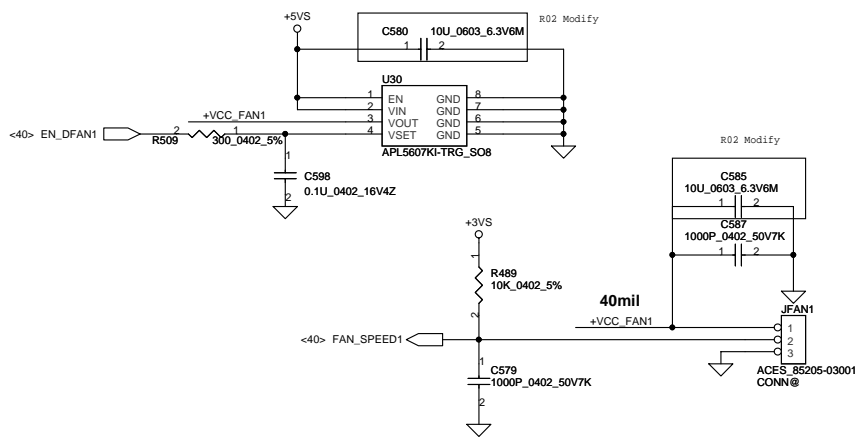 +5VS
C580
10U_0603_6.3V6M
1
2
R02 Modify
U30
1 EN GND 8
2 VIN GND 7
+VCC_FAN1
3 VOUT GND 6
<40> EN_DFAN1
2
1
4 VSET GND 5
R509
300_0402_5%
APL5607KI-TRG_SO8
1
C598
0.1U_0402_16V4Z
2
R02 Modify
C585
10U_0603_6.3V6M
1
2
C587
1000P_0402_50V7K
1
2
+3VS
1
R489
10K_0402_5%
2
40mil
+VCC_FAN1
JFAN1
1
2
3
<40> FAN_SPEED1
1
C579
1000P_0402_50V7K
2
ACES_85205-03001
CONN@